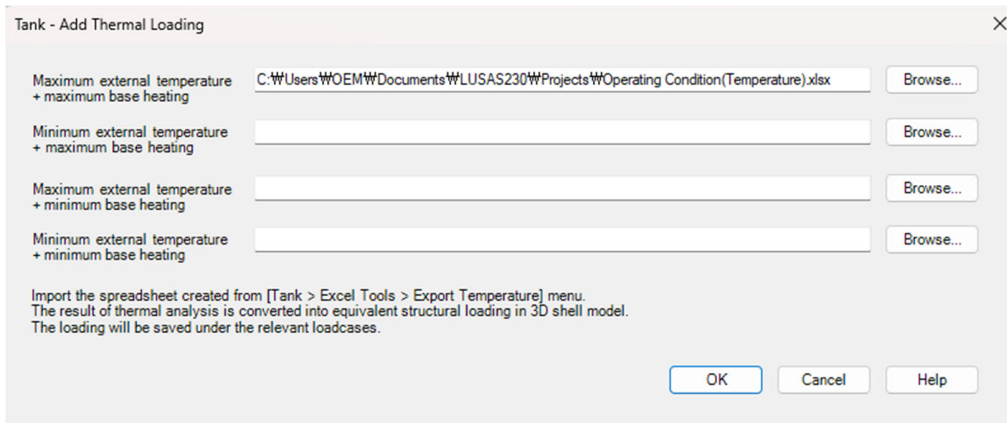 Tank - Add Thermal Loading
Maximum external temperature
+ maximum base heating
C:₩Users₩OEM₩Documents₩LUSAS230₩Projects₩Operating Condition(Temperature).xlsx
Browse...
Minimum external temperature
+ maximum base heating
Browse...
Maximum external temperature
+ minimum base heating
Browse...
Minimum external temperature
+ minimum base heating
Browse...
Import the spreadsheet created from [Tank > Excel Tools > Export Temperature] menu.
The result of thermal analysis is converted into equivalent structural loading in 3D shell model.
The loading will be saved under the relevant loadcases.
OK Cancel Help